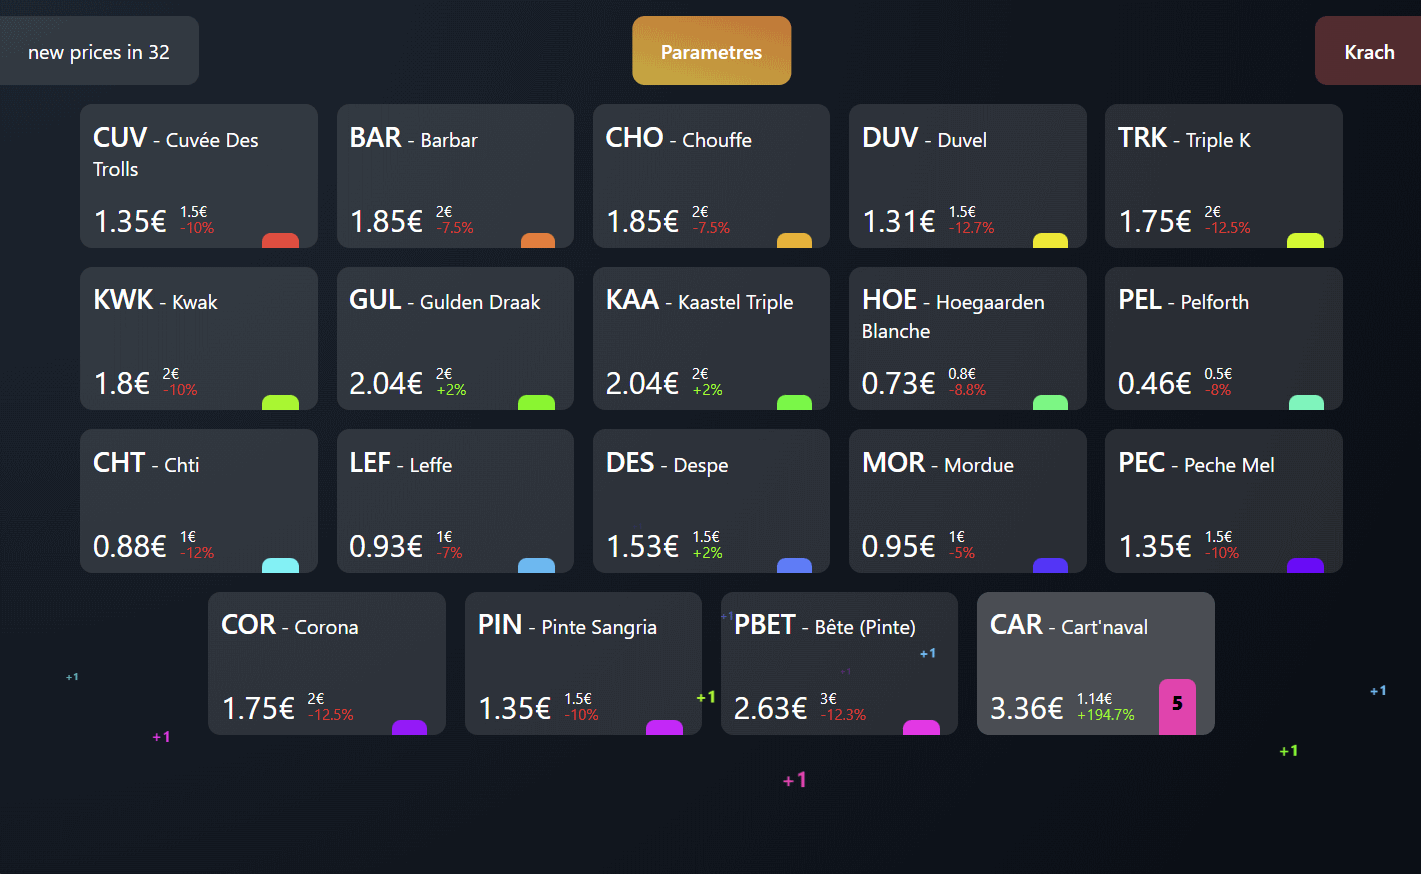 new prices in 32
Parametres
Krach
CUV - Cuvée Des
Trolls
1.35€
1.5€
-10%
BAR - Barbar
1.85€
2€
-7.5%
CHO - Chouffe
1.85€
2€
-7.5%
DUV - Duvel
1.31€
1.5€
-12.7%
TRK - Triple K
1.75€
2€
-12.5%
KWK - Kwak
1.8€
2€
-10%
GUL - Gulden Draak
2.04€
2€
+2%
KAA - Kaastel Triple
2.04€
2€
+2%
HOE - Hoegaarden
Blanche
0.73€
0.8€
-8.8%
PEL - Pelforth
0.46€
0.5€
-8%
CHT - Chti
0.88€
1€
-12%
LEF - Leffe
0.93€
1€
-7%
DES - Despe
1.53€
1.5€
+2%
MOR - Mordue
0.95€
1€
-5%
PEC - Peche Mel
1.35€
1.5€
-10%
COR - Corona
1.75€
2€
-12.5%
PIN - Pinte Sangria
1.35€
1.5€
-10%
PBET - Bête (Pinte)
2.63€
3€
-12.3%
CAR - Cart'naval
3.36€
1.14€
+194.7%
5
+1
+1
+1
+1
+1
+1
+1
+1
+1